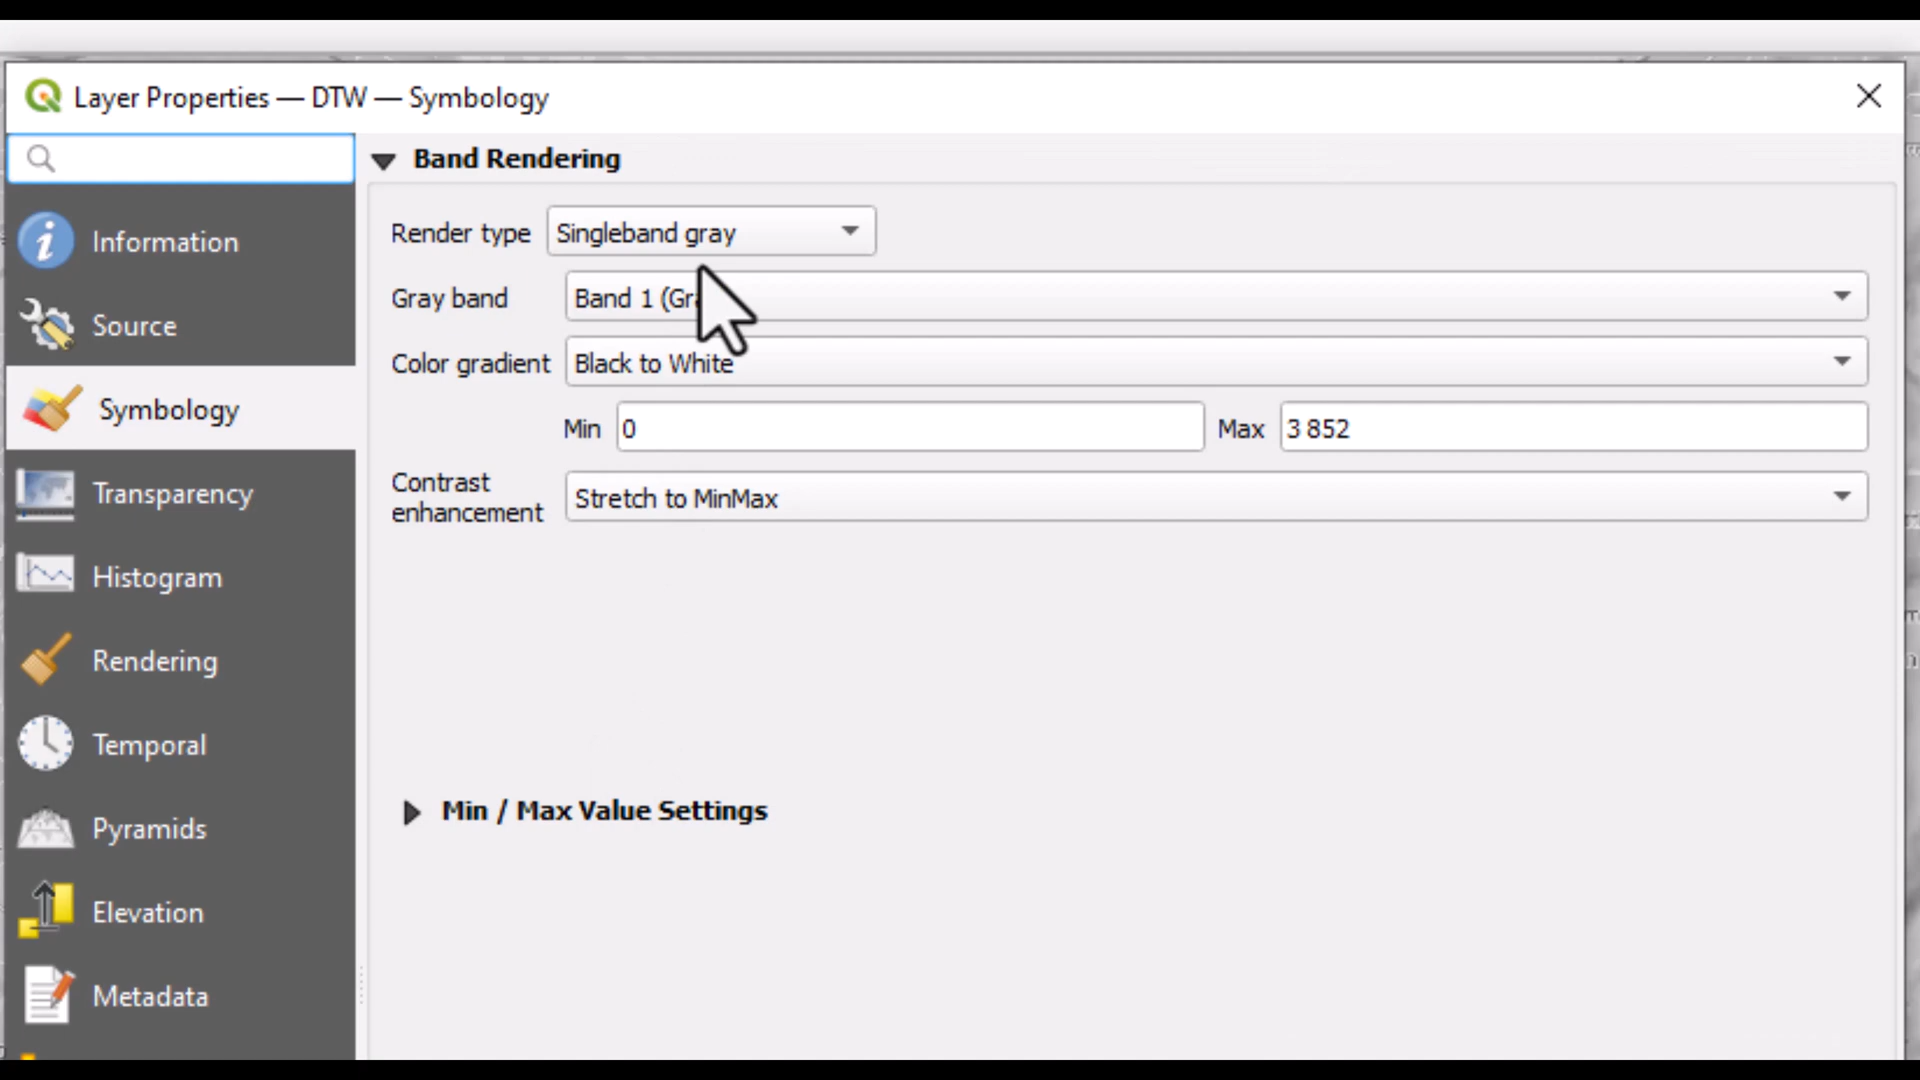 Layer Properties — DTW — Symbology
Band Rendering
Information
Source
Symbology
Transparency
Histogram
Rendering
Temporal
Pyramids
Elevation
Metadata
Render type Singleband gray
Gray band Band 1
Color gradient Black to White
Min 0 Max 3 852
Contrast
enhancement Stretch to MinMax
Min / Max Value Settings